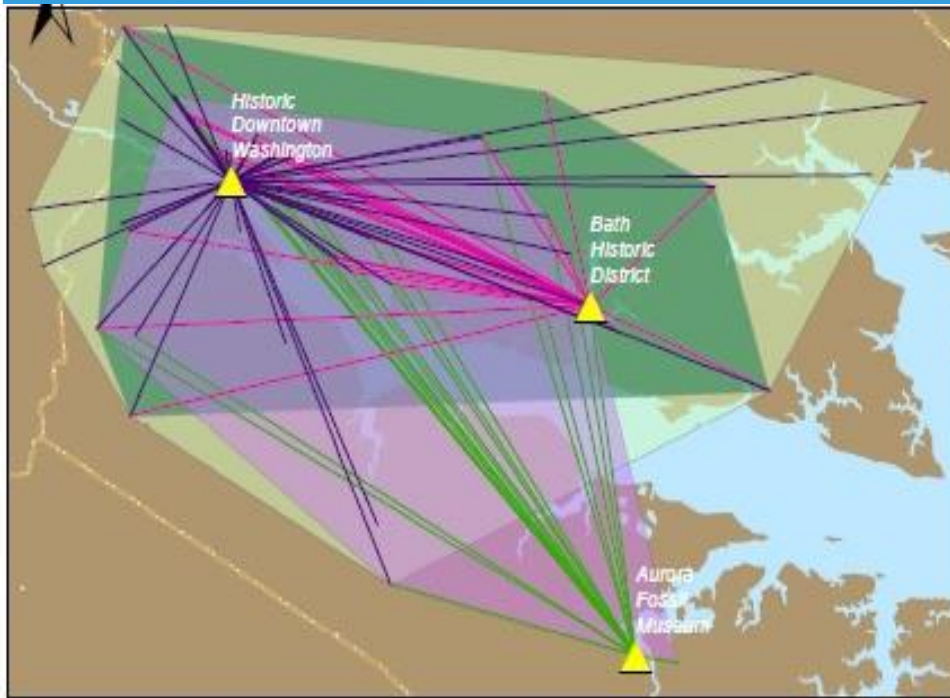 Historic
Downtown
Washington
Bath
Historic
District
Aurora
Fossil
Museum